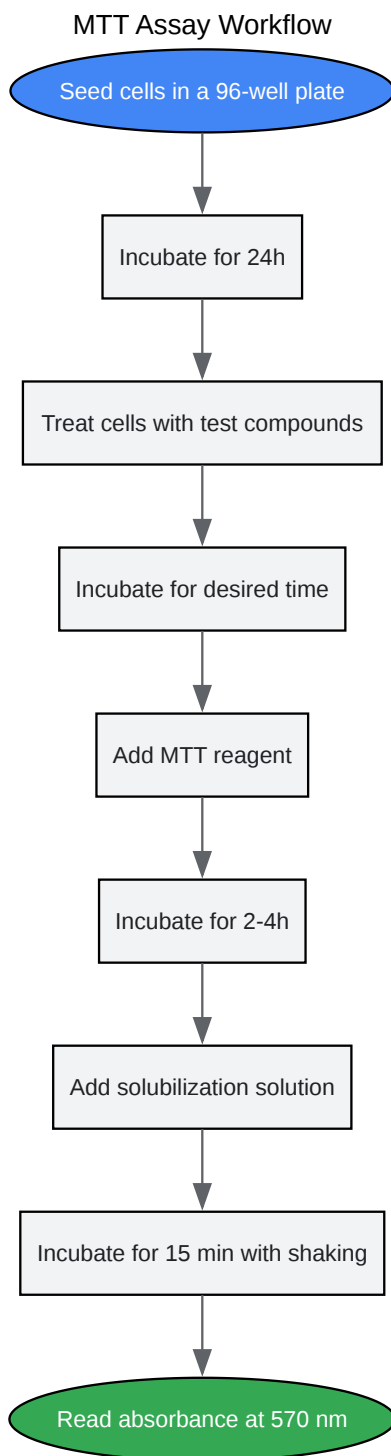 MTT Assay Workflow
Seed cells in a 96-well plate
Incubate for 24h
Treat cells with test compounds
Incubate for desired time
Add MTT reagent
Incubate for 2-4h
Add solubilization solution
Incubate for 15 min with shaking
Read absorbance at 570 nm